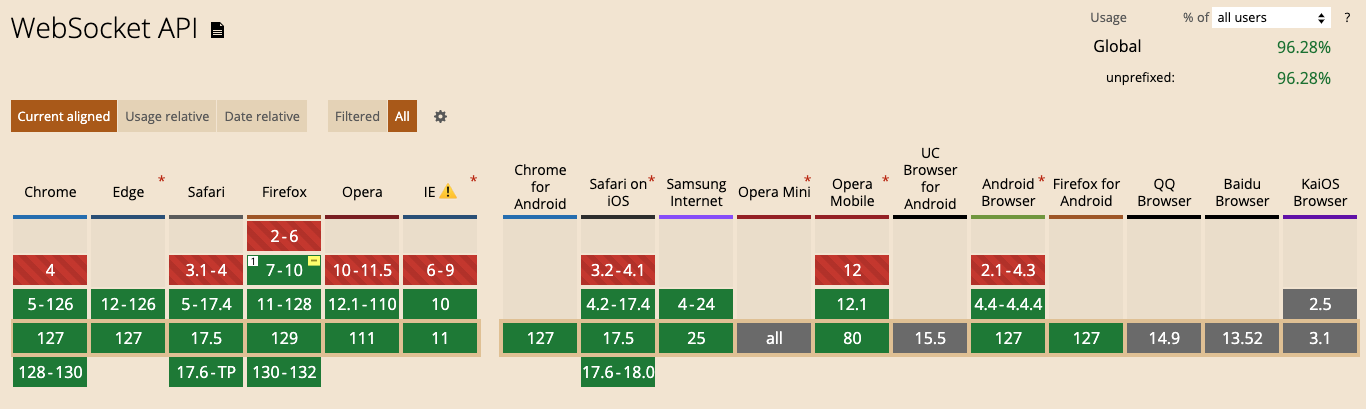 WebSocket API
Usage % of all users ?
Global 96.28%
unprefixed: 96.28%
Current aligned Usage relative Date relative Filtered All
Chrome
Edge *
Safari
Firefox
Opera
IE *
Chrome for Android
Safari on iOS *
Samsung Internet
Opera Mini *
Opera Mobile *
UC Browser for Android
Android Browser *
Firefox for Android
QQ Browser
Baidu Browser
KaiOS Browser
2-6
4 3.1-4 1 7-10 10-11.5 6-9 3.2-4.1 12 2.1-4.3
5-126 12-126 5-17.4 11-128 12.1-110 10 4.2-17.4 4-24 12.1 4.4-4.4.4 2.5
127 127 17.5 129 111 11 127 17.5 25 all 80 15.5 127 127 14.9 13.52 3.1
128-130 17.6-TP 130-132 17.6-18.0